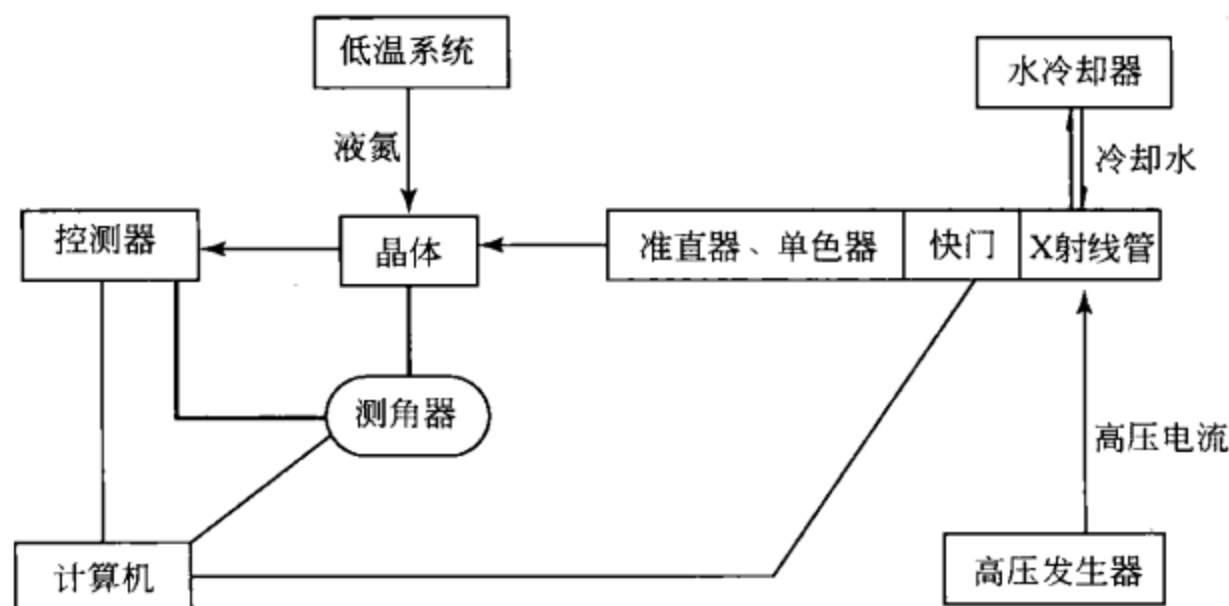 低温系统
水冷却器
液氮
冷却水
控测器
晶体
准直器、单色器
快门
X射线管
测角器
高压电流
计算机
高压发生器